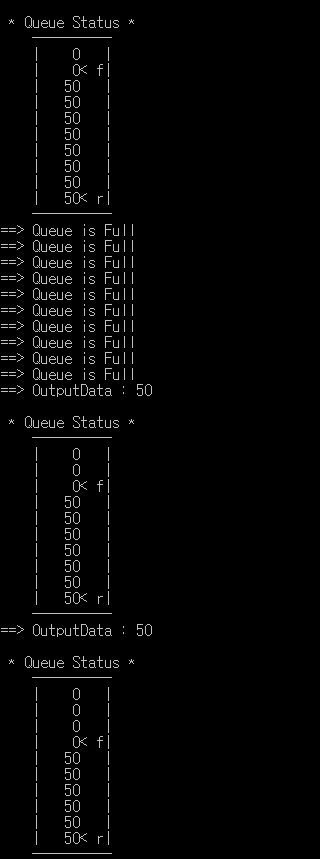 * Queue Status *
| 0 |
| 0< f|
| 50 |
| 50 |
| 50 |
| 50 |
| 50 |
| 50 |
| 50 |
| 50< r|
==> Queue is Full
==> Queue is Full
==> Queue is Full
==> Queue is Full
==> Queue is Full
==> Queue is Full
==> Queue is Full
==> Queue is Full
==> Queue is Full
==> Queue is Full
==> OutputData : 50
* Queue Status *
| 0 |
| 0 |
| 0< f|
| 50 |
| 50 |
| 50 |
| 50 |
| 50 |
| 50 |
| 50< r|
==> OutputData : 50
* Queue Status *
| 0 |
| 0 |
| 0 |
| 0< f|
| 50 |
| 50 |
| 50 |
| 50 |
| 50 |
| 50< r|